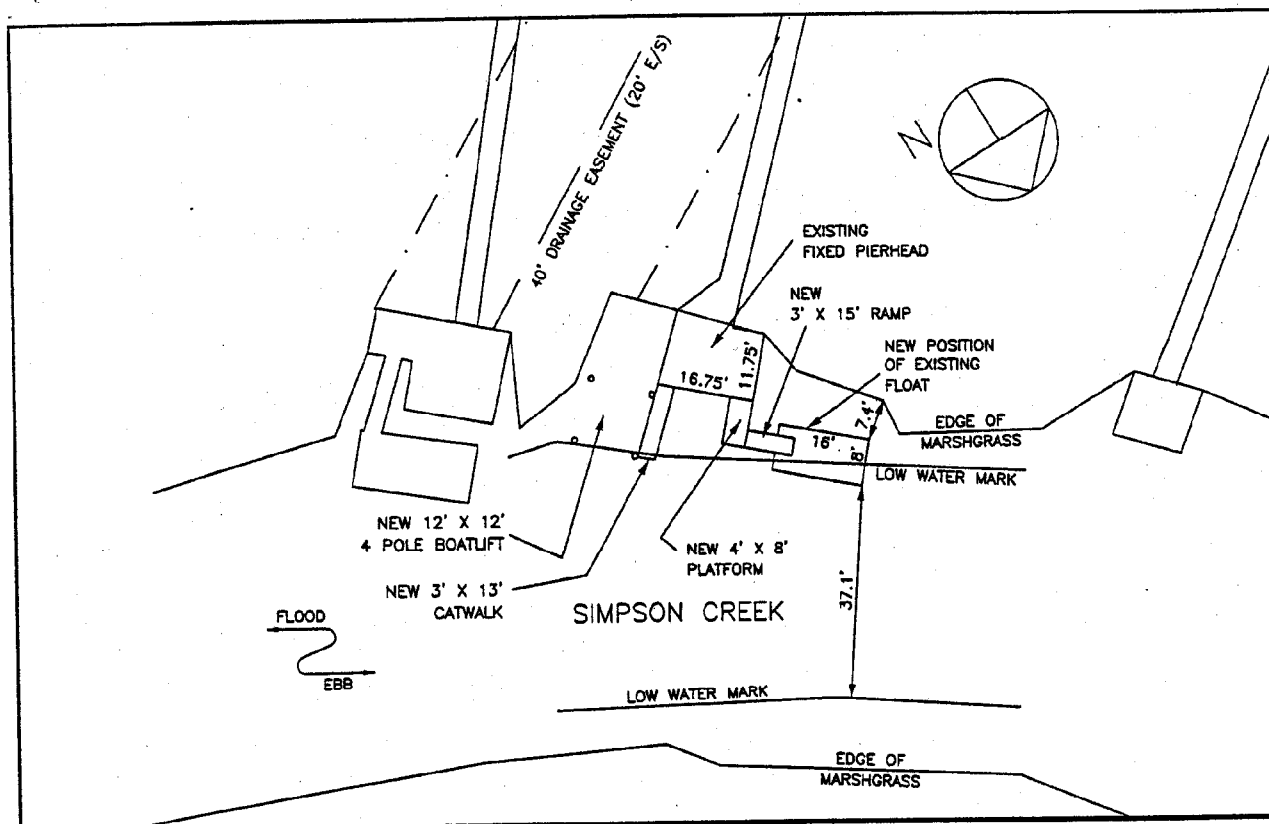 40' DRAINAGE EASEMENT (20' E/S)
N
EXISTING
FIXED PIERHEAD
NEW
3' X 15' RAMP
NEW POSITION
OF EXISTING
FLOAT
16.75'
11.75'
7.4'
16'
8'
EDGE OF
MARSHGRASS
LOW WATER MARK
NEW 12' X 12'
4 POLE BOATLIFT
NEW 4' X 8'
PLATFORM
NEW 3' X 13'
CATWALK
37.1'
SIMPSON CREEK
FLOOD
EBB
LOW WATER MARK
EDGE OF
MARSHGRASS